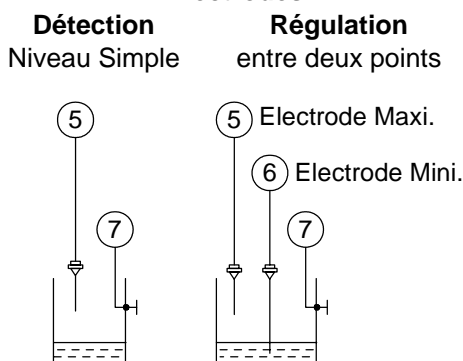 Détection
Niveau Simple
Régulation
entre deux points
5
5 Electrode Maxi.
6 Electrode Mini.
7
7